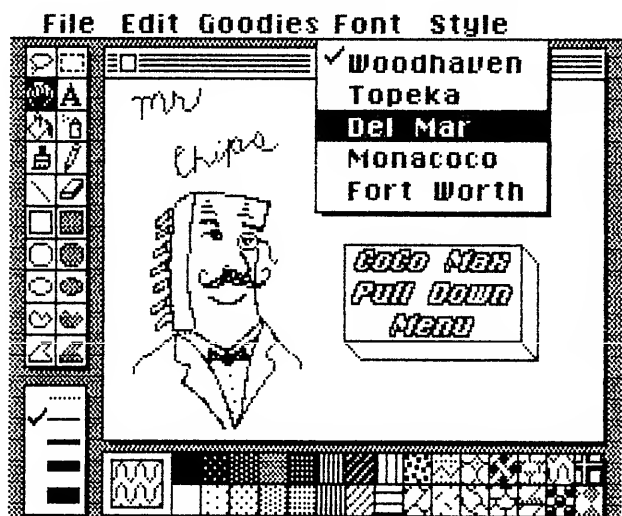 File Edit Goodies Font Style
Woodhaven
Topeka
Del Mar
Monacoco
Fort Worth
A
mr
Chips
CoCo Max
Pull Down
Menu